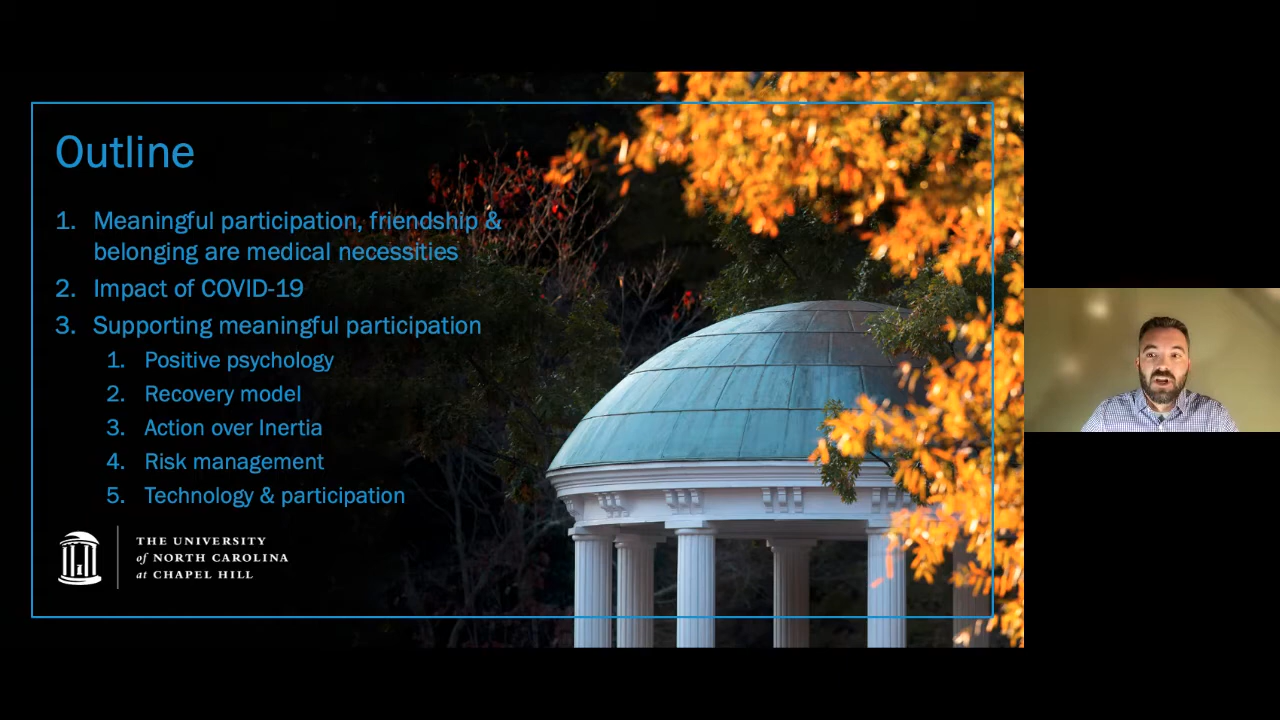 Outline
1. Meaningful participation, friendship &
belonging are medical necessities
2. Impact of COVID-19
3. Supporting meaningful participation
1. Positive psychology
2. Recovery model
3. Action over Inertia
4. Risk management
5. Technology & participation
THE UNIVERSITY
of NORTH CAROLINA
at CHAPEL HILL